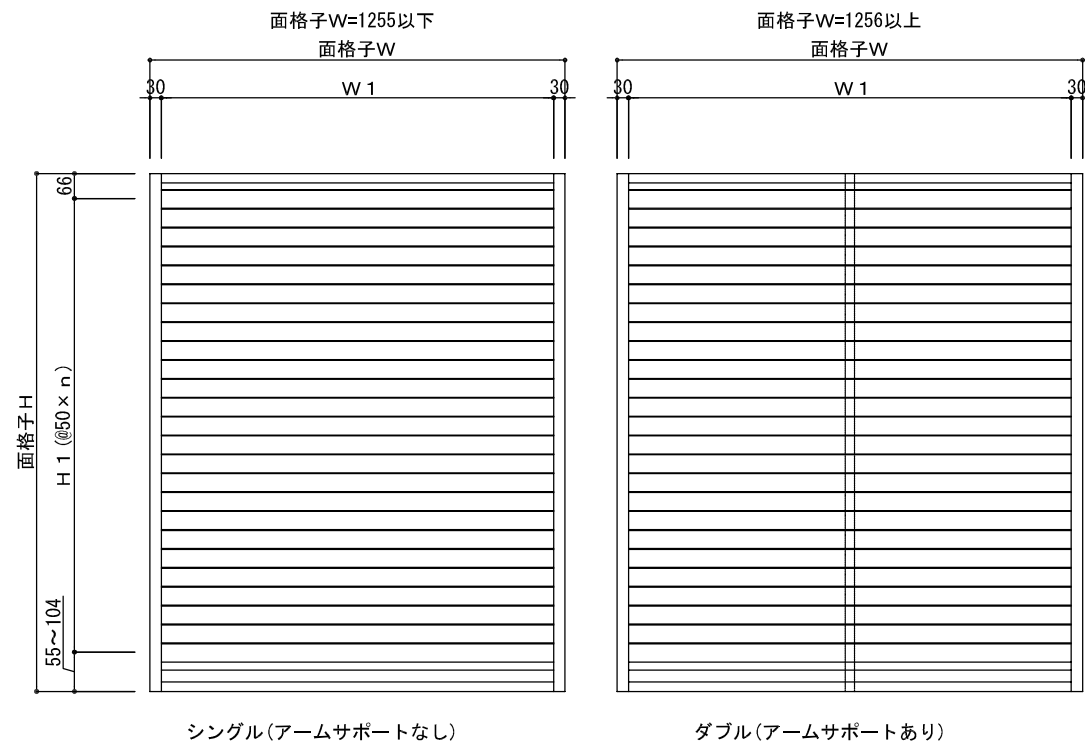 面格子W=1255以下
面格子W
30
W1
30
面格子H
66
H1(@50×n)
55～104
シングル(アームサポートなし)
面格子W=1256以上
面格子W
30
W1
30
ダブル(アームサポートあり)